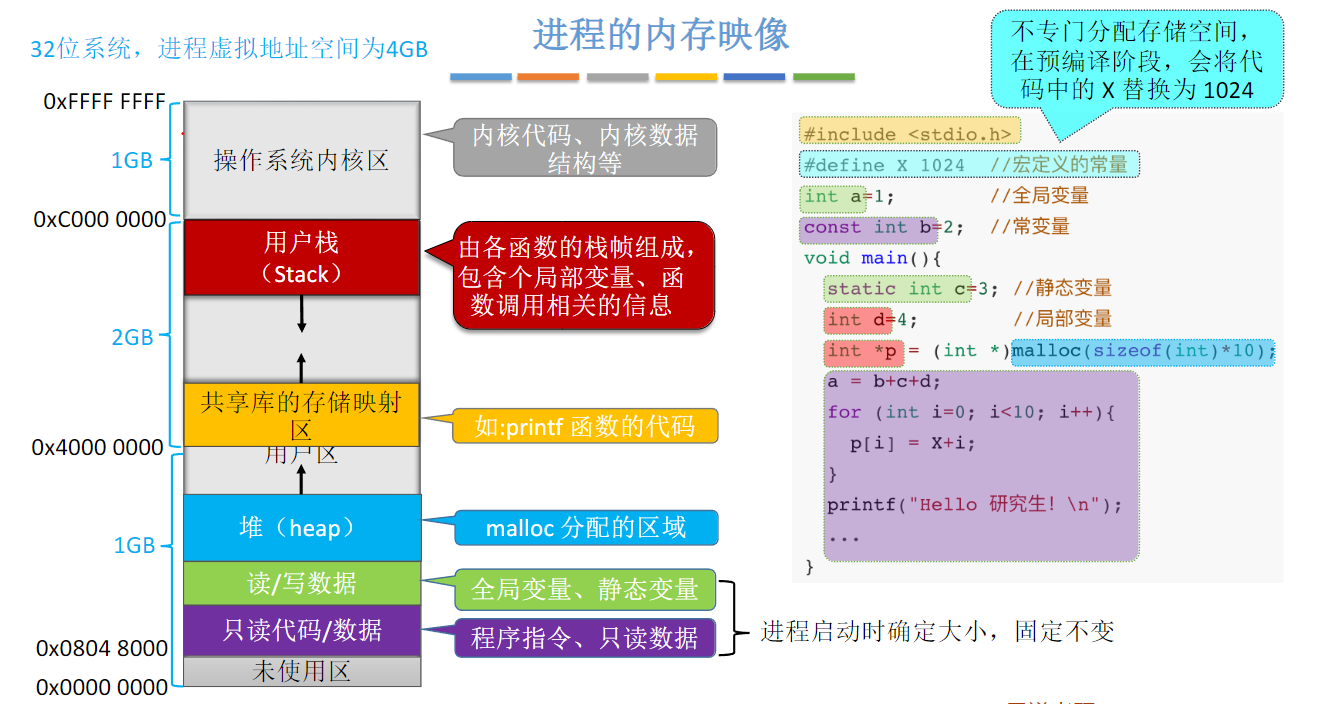 进程的内存映像
32位系统，进程虚拟地址空间为4GB
0xFFFF FFFF
1GB
操作系统内核区
内核代码、内核数据
结构等
0xC000 0000
用户栈
（Stack）
由各函数的栈帧组成，
包含个局部变量、函
数调用相关的信息
2GB
共享库的存储映射
区
如:printf 函数的代码
0x4000 0000
用户区
堆（heap）
malloc 分配的区域
1GB
读/写数据
全局变量、静态变量
只读代码/数据
程序指令、只读数据
进程启动时确定大小，固定不变
0x0804 8000
未使用区
0x0000 0000
不专门分配存储空间，
在预编译阶段，会将代
码中的 X 替换为 1024
#include <stdio.h>
#define X 1024 //宏定义的常量
int a=1; //全局变量
const int b=2; //常变量
void main(){
static int c=3; //静态变量
int d=4; //局部变量
int *p = (int *)malloc(sizeof(int)*10);
a = b+c+d;
for (int i=0; i<10; i++){
p[i] = X+i;
}
printf("Hello 研究生！\n");
...
}